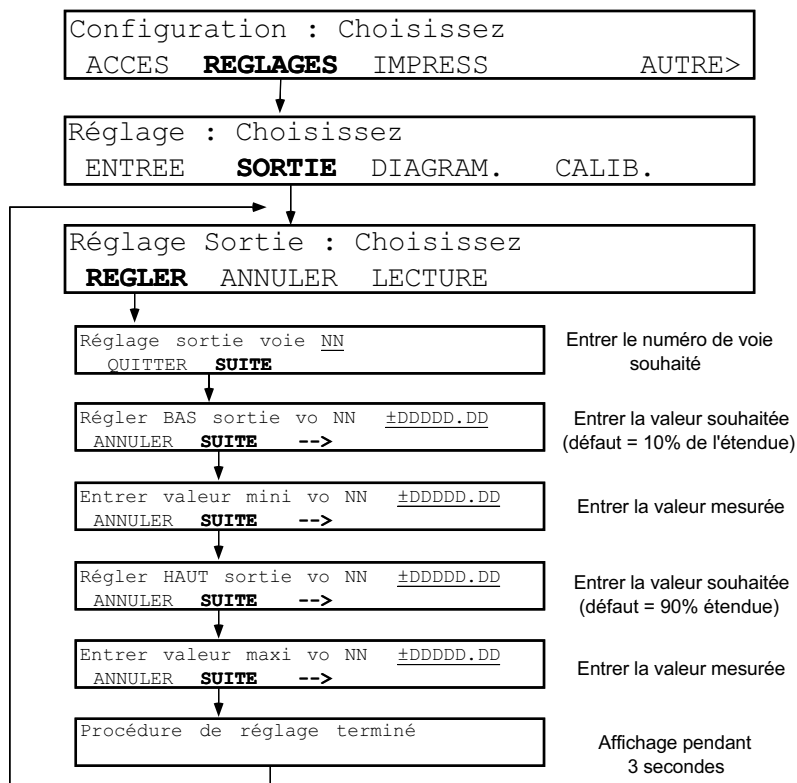 Configuration : Choisissez
ACCES REGLAGES IMPRESS AUTRE>
Réglage : Choisissez
ENTREE SORTIE DIAGRAM. CALIB.
Réglage Sortie : Choisissez
REGLER ANNULER LECTURE
Réglage sortie voie NN
QUITTER SUITE
Entrer le numéro de voie
souhaité
Régler BAS sortie vo NN ±DDDDD.DD
ANNULER SUITE -->
Entrer la valeur souhaitée
(défaut = 10% de l'étendue)
Entrer valeur mini vo NN ±DDDDD.DD
ANNULER SUITE -->
Entrer la valeur mesurée
Régler HAUT sortie vo NN ±DDDDD.DD
ANNULER SUITE -->
Entrer la valeur souhaitée
(défaut = 90% étendue)
Entrer valeur maxi vo NN ±DDDDD.DD
ANNULER SUITE -->
Entrer la valeur mesurée
Procédure de réglage terminé
Affichage pendant
3 secondes